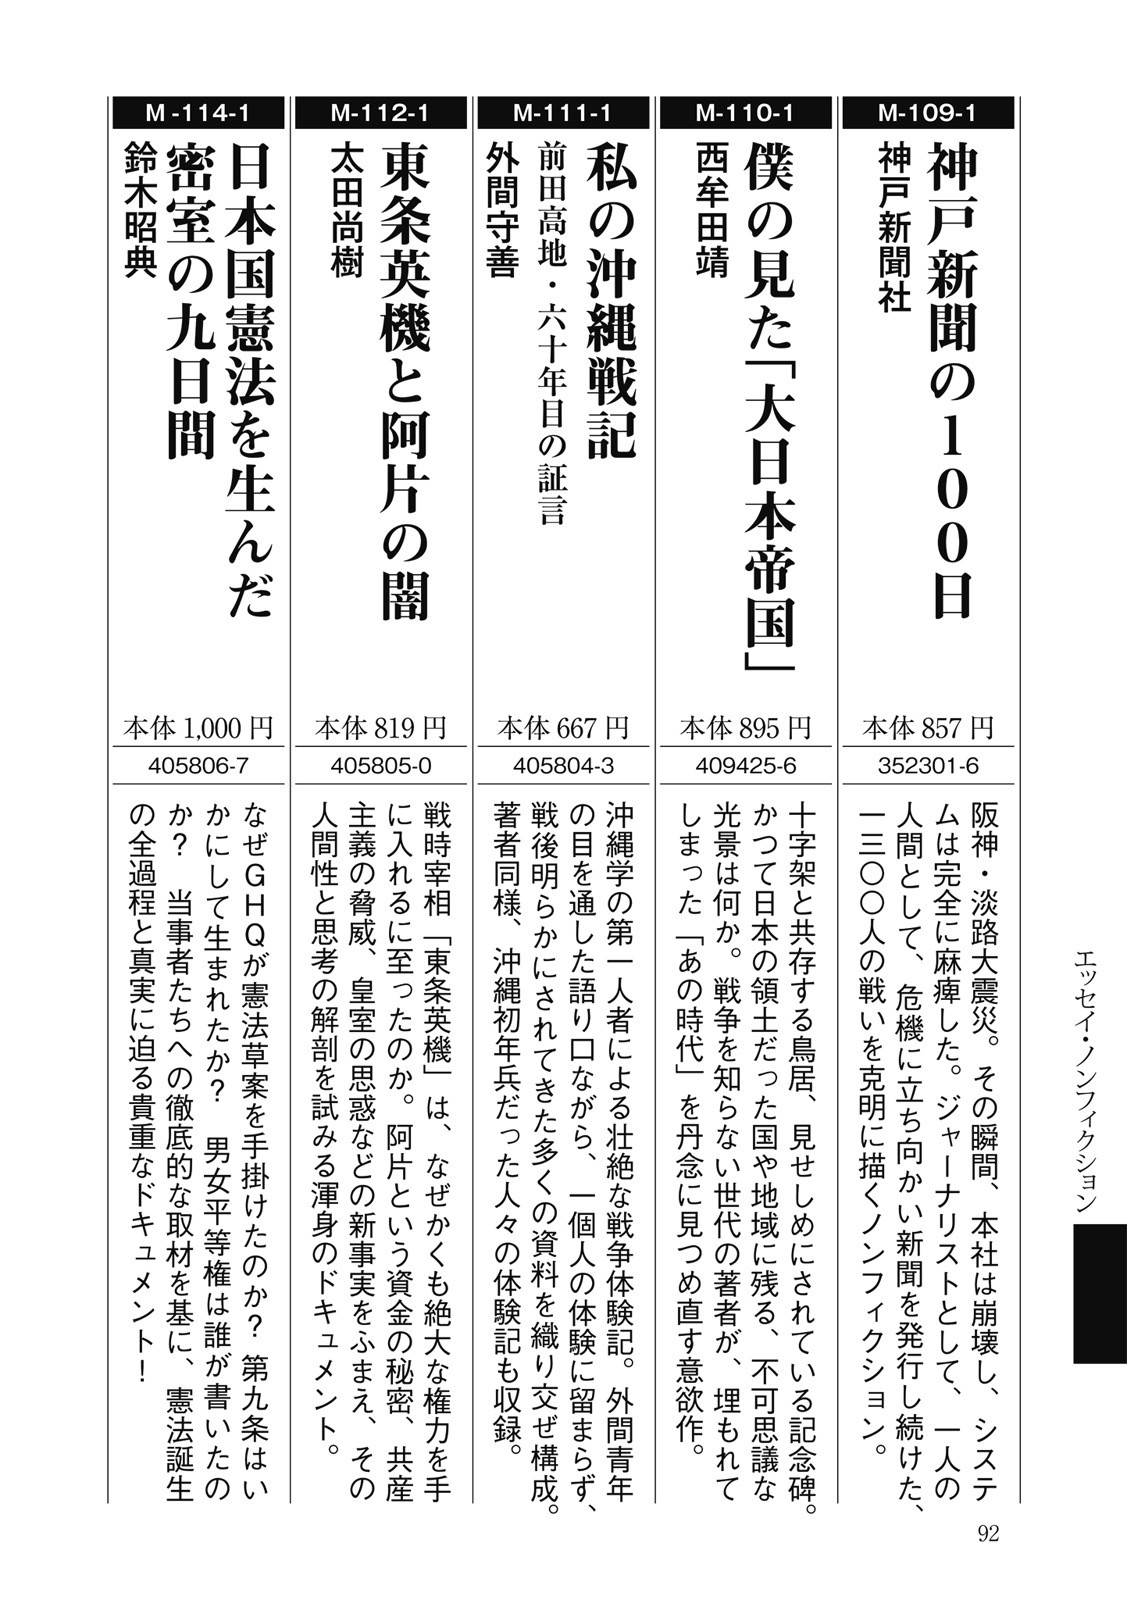 M-109-1
神戸新聞の100日
神戸新聞社
本体 857 円
352301-6
阪神・淡路大震災。その瞬間、本社は崩壊し、システ
ムは完全に麻痺した。ジャーナリストとして、一人の
人間として、危機に立ち向かい新聞を発行し続けた、
一三〇〇人の戦いを克明に描くノンフィクション。
M-110-1
僕の見た「大日本帝国」
西牟田靖
本体 895 円
409425-6
十字架と共存する鳥居、見せしめにされている記念碑。
かつて日本の領土だった国や地域に残る、不可思議な
光景は何か。戦争を知らない世代の著者が、埋もれて
しまった「あの時代」を丹念に見つめ直す意欲作。
M-111-1
私の沖縄戦記
前田高地・六十年目の証言
外間守善
本体 667 円
405804-3
沖縄学の第一人者による壮絶な戦争体験記。外間青年
の目を通した語り口ながら、一個人の体験に留まらず、
戦後明らかにされてきた多くの資料を織り交ぜ構成。
著者同様、沖縄初年兵だった人々の体験記も収録。
M-112-1
東条英機と阿片の闇
太田尚樹
本体 819 円
405805-0
戦時宰相「東条英機」は、なぜかくも絶大な権力を手
に入れるに至ったのか。阿片という資金の秘密、共産
主義の脅威、皇室の思惑などの新事実をふまえ、その
人間性と思考の解剖を試みる渾身のドキュメント。
M -114-1
日本国憲法を生んだ
密室の九日間
鈴木昭典
本体 1,000 円
405806-7
なぜGHQが憲法草案を手掛けたのか？第九条はい
かにして生まれたか？　男女平等権は誰が書いたの
か？　当事者たちへの徹底的な取材を基に、憲法誕生
の全過程と真実に迫る貴重なドキュメント！
エッセイ・ノンフィクション
92